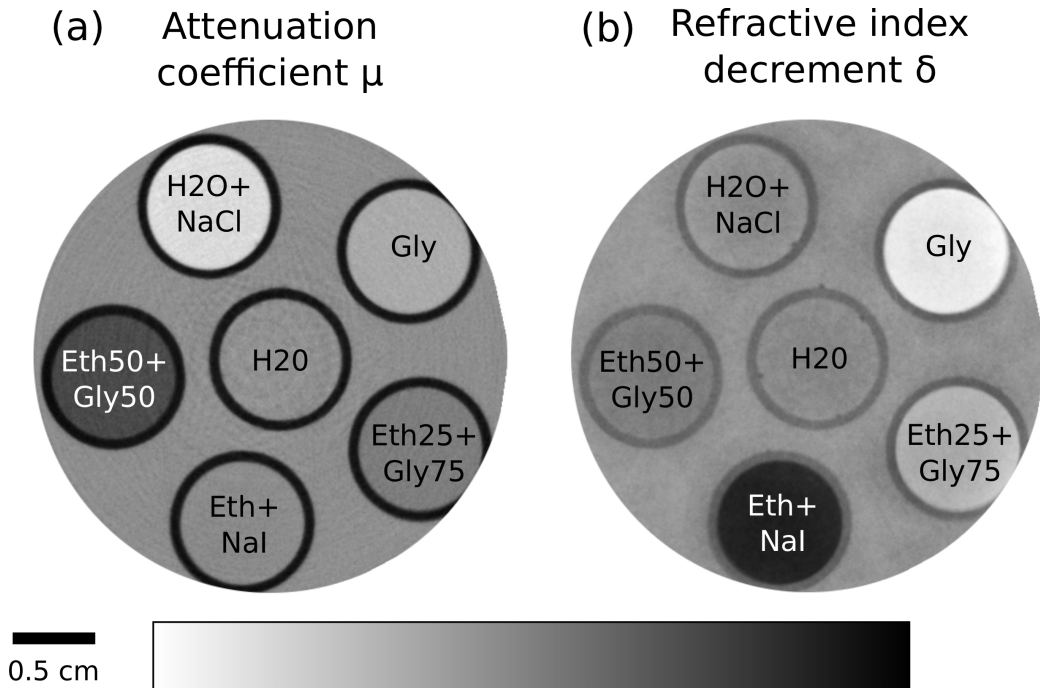 (a) Attenuation
coefficient μ
(b) Refractive index
decrement δ
H2O+
NaCl
Gly
Eth50+
Gly50
H20
Eth25+
Gly75
Eth+
NaI
H2O+
NaCl
Gly
Eth50+
Gly50
H20
Eth25+
Gly75
Eth+
NaI
0.5 cm